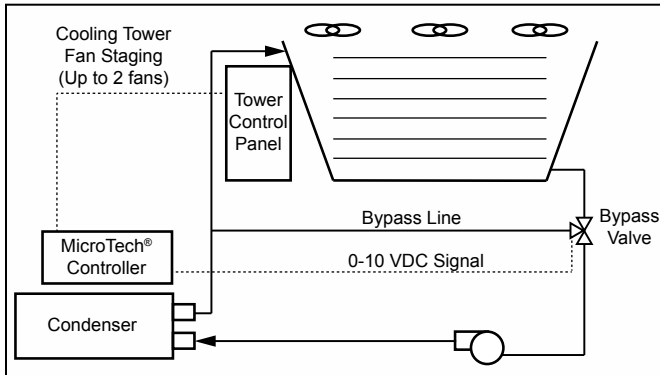 Cooling Tower
Fan Staging
(Up to 2 fans)
Tower
Control
Panel
Bypass Line
Bypass
Valve
MicroTech®
Controller
0-10 VDC Signal
Condenser